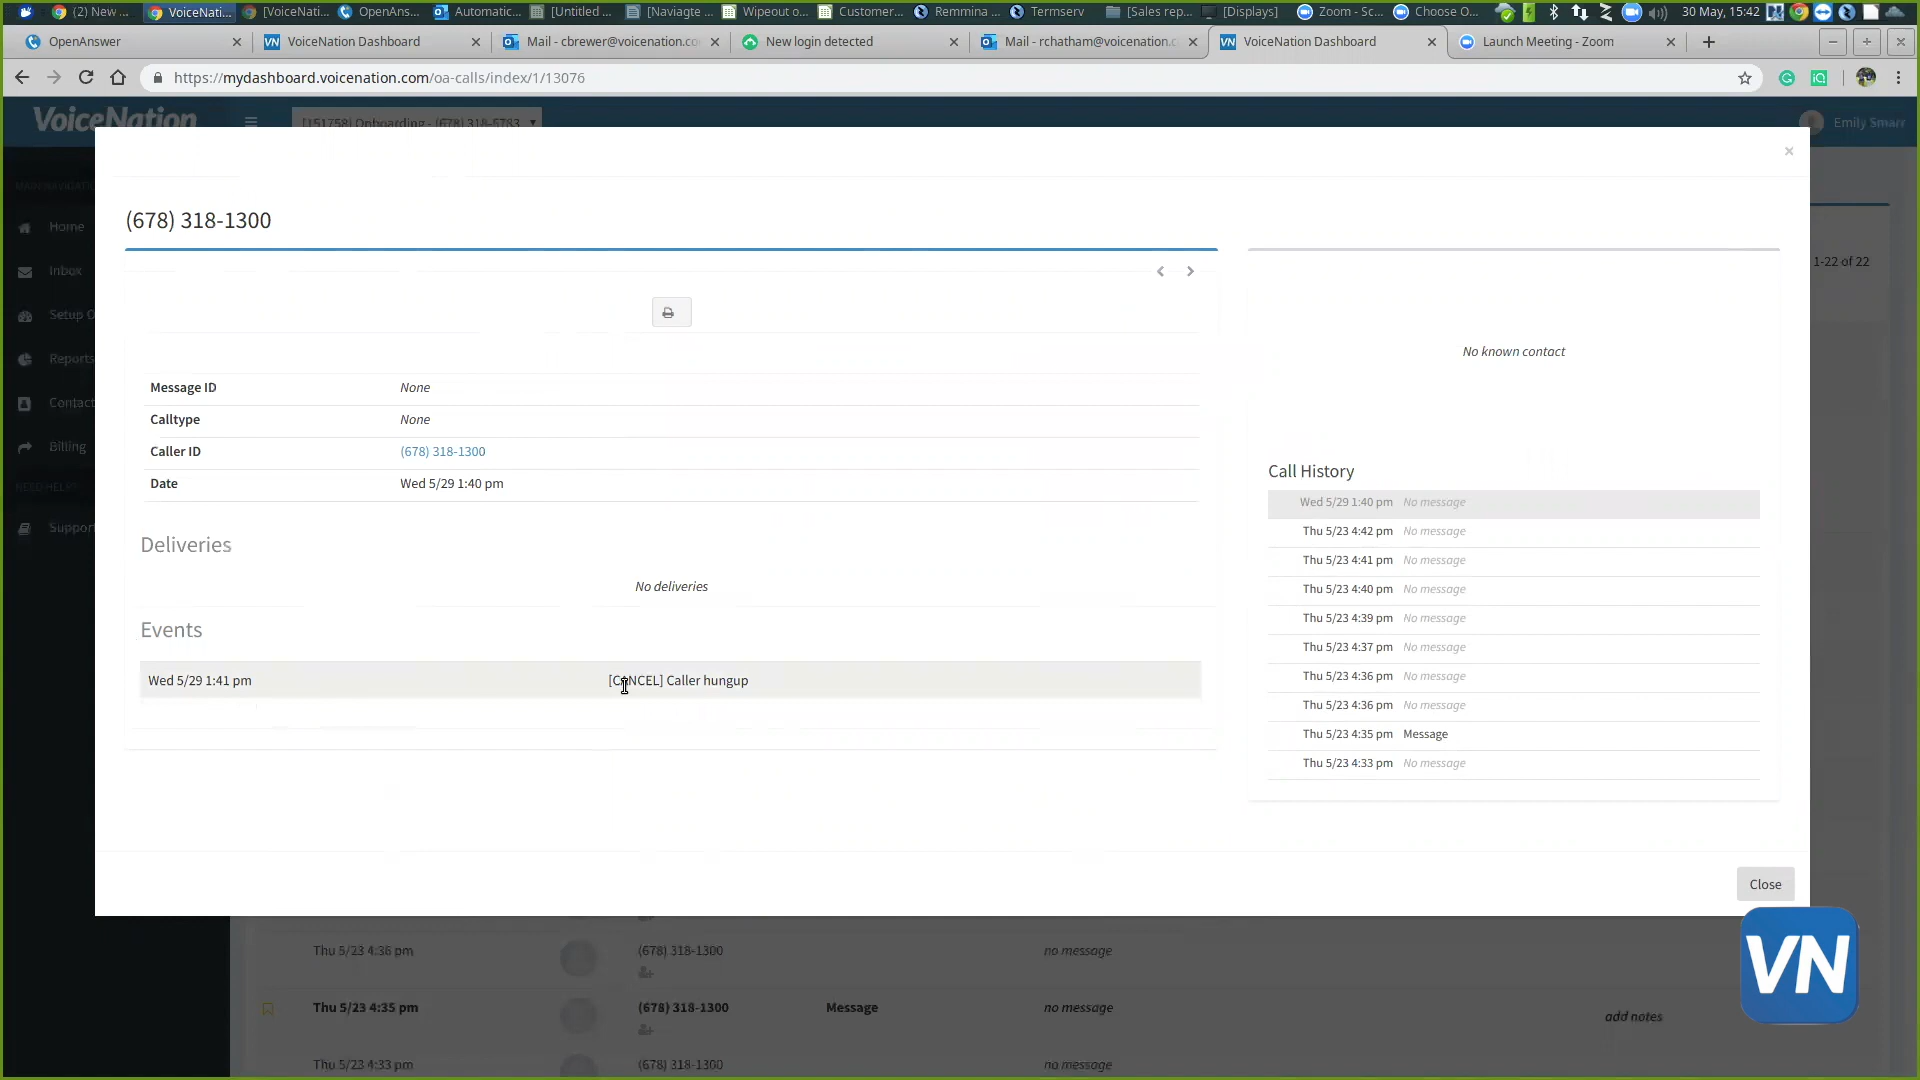 (2) New ...
VoiceNati...
[VoiceNati...
OpenAns...
Automatic...
[Untitled ...
[Naviagte ...
Wipeout o...
Customer...
Remmina ...
Termserv
[Sales rep...
[Displays]
Zoom - Sc...
Choose O...
30 May, 15:42
OpenAnswer
VoiceNation Dashboard
Mail - cbrewer@voicenation.co
New login detected
Mail - rchatham@voicenation.c
VoiceNation Dashboard
Launch Meeting - Zoom
https://mydashboard.voicenation.com/oa-calls/index/1/13076
VoiceNation
[151758] Onboarding - (678) 318-5783
Emily Smarr
(678) 318-1300
1-22 of 22
Home
Inbox
Setup O
Reports
Contact
Billing
NEED HELP?
Support
No known contact
Message ID None
Calltype None
Caller ID (678) 318-1300
Date Wed 5/29 1:40 pm
Deliveries
No deliveries
Events
Wed 5/29 1:41 pm [CANCEL] Caller hungup
Call History
Wed 5/29 1:40 pm No message
Thu 5/23 4:42 pm No message
Thu 5/23 4:41 pm No message
Thu 5/23 4:40 pm No message
Thu 5/23 4:39 pm No message
Thu 5/23 4:37 pm No message
Thu 5/23 4:36 pm No message
Thu 5/23 4:36 pm No message
Thu 5/23 4:35 pm Message
Thu 5/23 4:33 pm No message
Close
Thu 5/23 4:36 pm (678) 318-1300 no message
Thu 5/23 4:35 pm (678) 318-1300 Message no message
add notes
Thu 5/23 4:33 pm (678) 318-1300 no message
VN